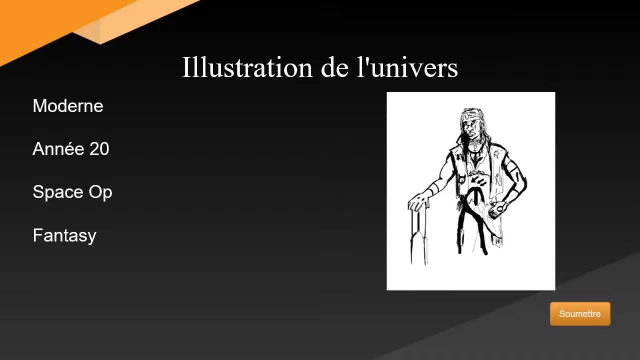 Illustration de l'univers
Moderne
Année 20
Space Op
Fantasy
Soumettre